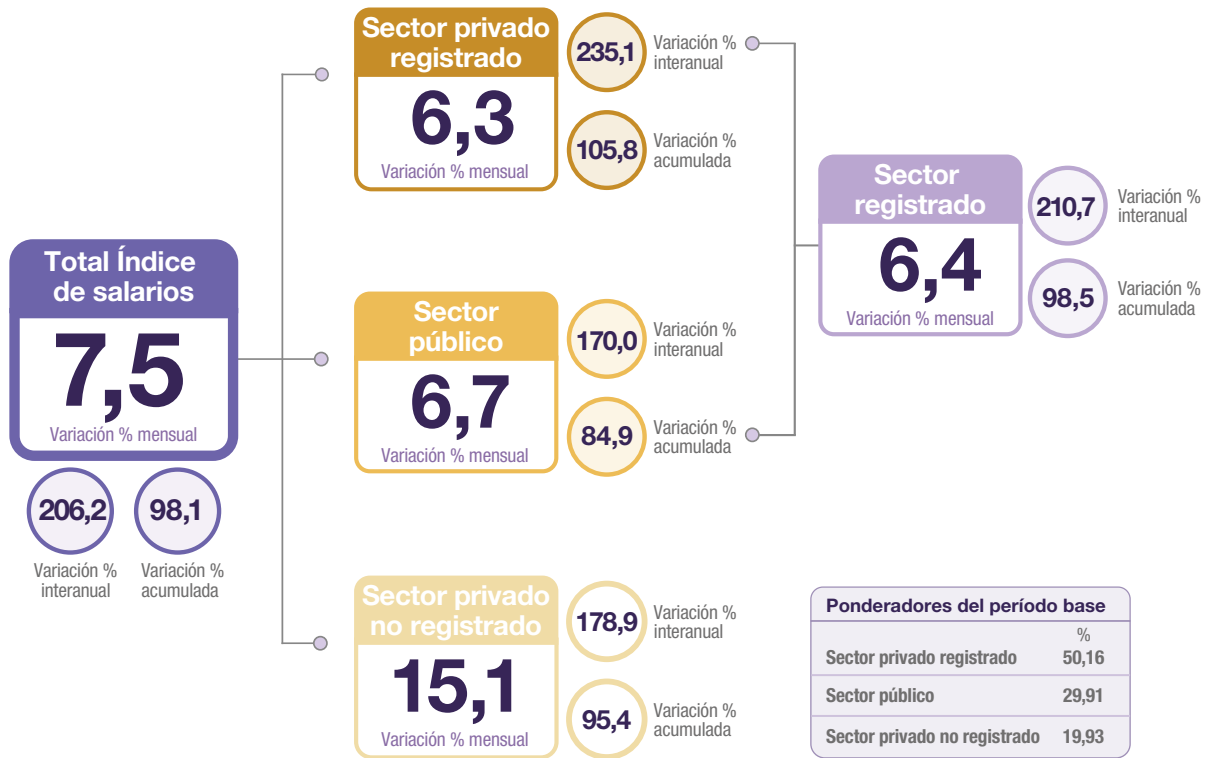 Total Índice
de salarios
7,5
Variación % mensual
206,2
Variación %
interanual
98,1
Variación %
acumulada
Sector privado
registrado
6,3
Variación % mensual
235,1
Variación %
interanual
105,8
Variación %
acumulada
Sector
público
6,7
Variación % mensual
170,0
Variación %
interanual
84,9
Variación %
acumulada
Sector privado
no registrado
15,1
Variación % mensual
178,9
Variación %
interanual
95,4
Variación %
acumulada
Sector
registrado
6,4
Variación % mensual
210,7
Variación %
interanual
98,5
Variación %
acumulada
Ponderadores del período base
%
Sector privado registrado 50,16
Sector público 29,91
Sector privado no registrado 19,93